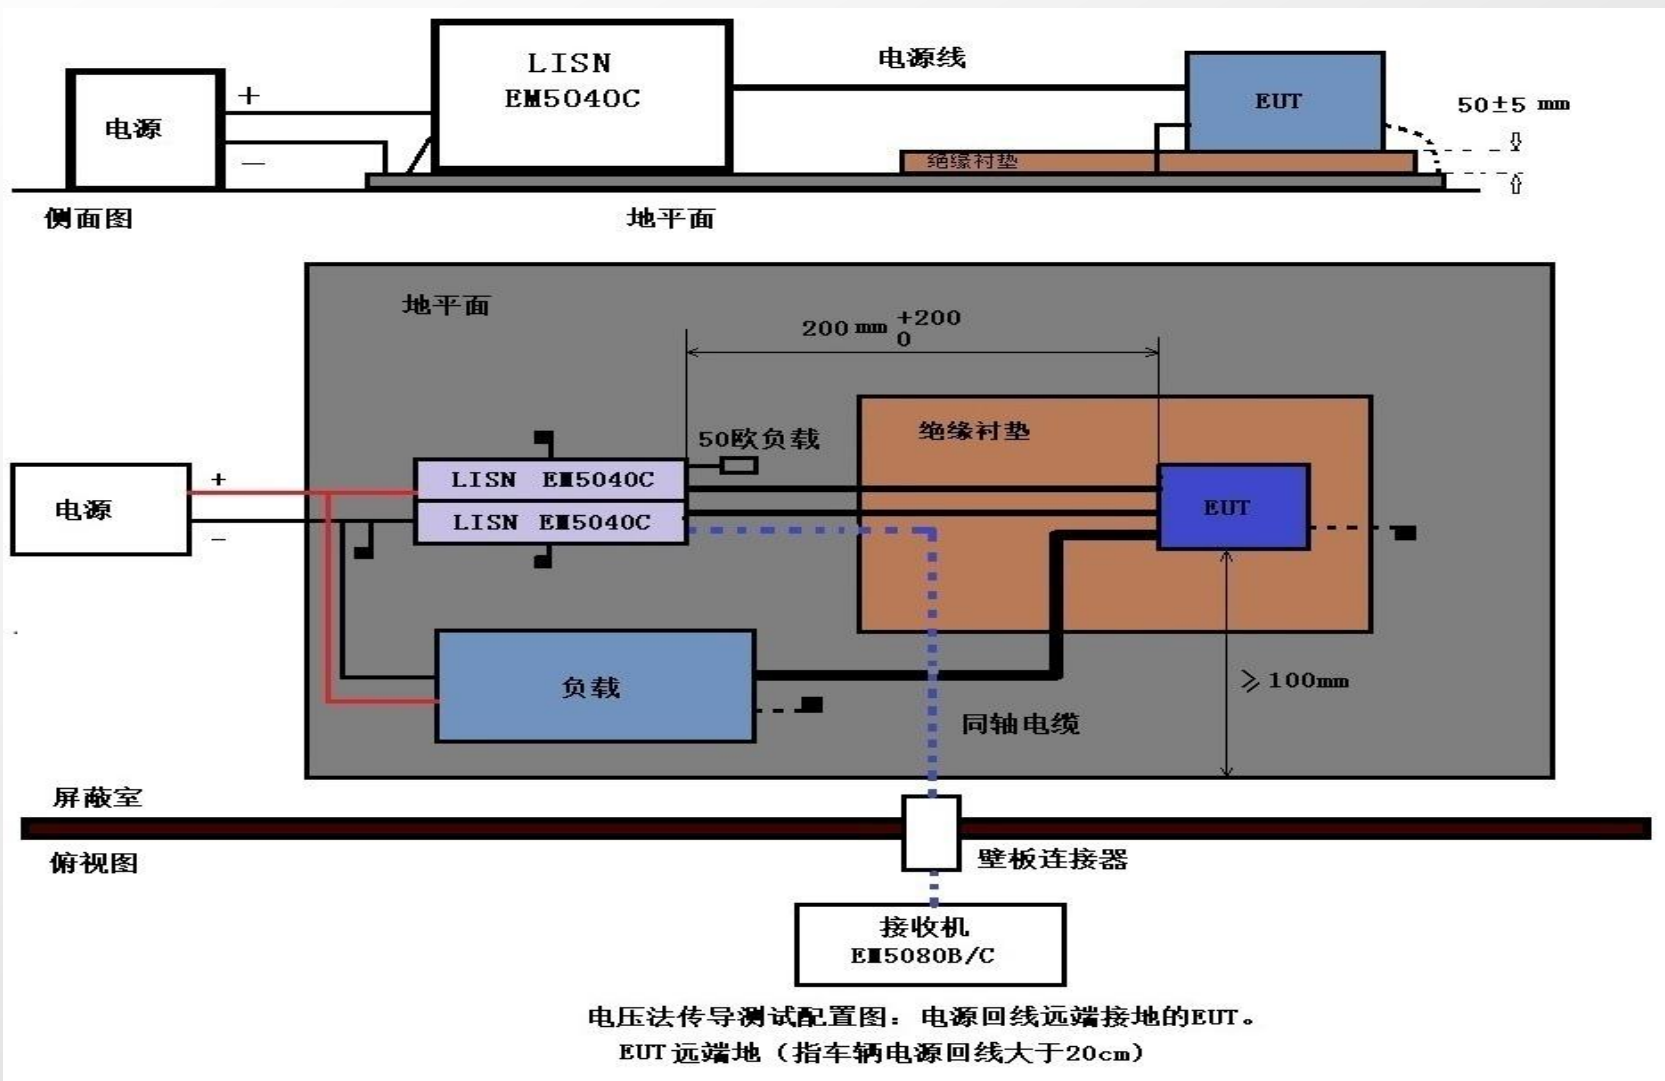 LISN
EM5040C
电源线
EUT
50±5 mm
电源
+
—
绝缘衬垫
侧面图
地平面
地平面
200mm +200
0
50欧负载
绝缘衬垫
LISN EM5040C
LISN EM5040C
EUT
电源
+
—
负载
≥100mm
同轴电缆
屏蔽室
俯视图
壁板连接器
接收机
EM5080B/C
电压法传导测试配置图：电源回线远端接地的EUT。
EUT远端地（指车辆电源回线大于20cm）